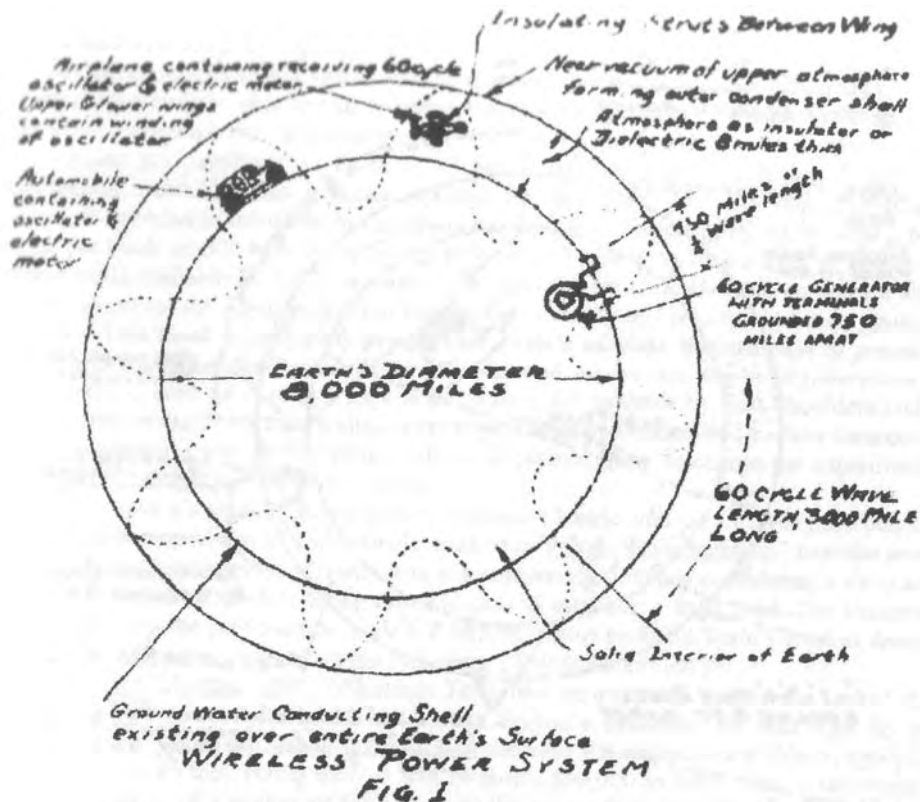 Insulating Struts Between Wing
Airplane containing receiving 60 cycle
oscillator & electric motor
Upper & lower wings
contain winding
of oscillator
Near vacuum of upper atmosphere
forming outer condenser shell
Atmosphere as insulator or
Dielectric 6 miles thick
Automobile
containing
oscillator &
electric
motor
750 Miles or
¼ Wave length
60 CYCLE GENERATOR
WITH TERMINALS
GROUNDED 750
MILES APART
EARTH'S DIAMETER
8,000 MILES
60 CYCLE WAVE
LENGTH, 3000 MILE
LONG
Solid Interior of Earth
Ground Water Conducting Shell
existing over entire Earth's Surface
WIRELESS POWER SYSTEM
FIG. 1